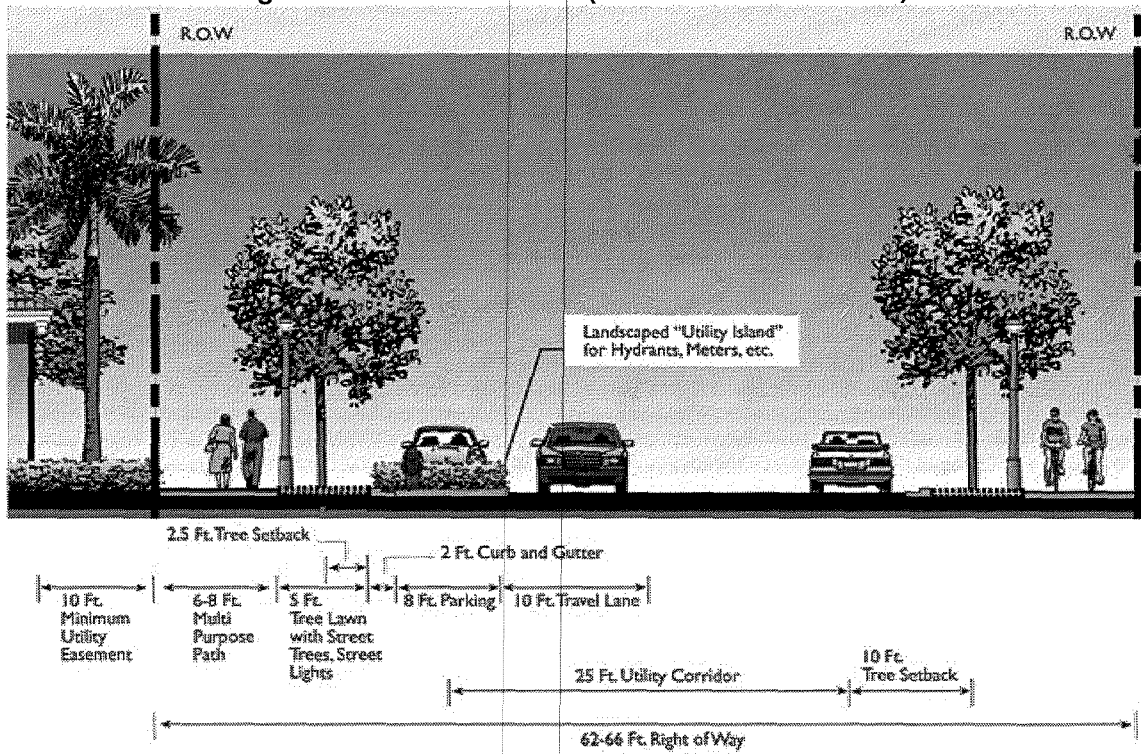 R.O.W
R.O.W
Landscaped "Utility Island"
for Hydrants, Meters, etc.
2.5 Ft. Tree Setback
2 Ft. Curb and Gutter
10 Ft.
Minimum
Utility
Easement
6-8 Ft.
Multi
Purpose
Path
5 Ft.
Tree Lawn
with Street
Trees, Street
Lights
8 Ft. Parking
10 Ft. Travel Lane
25 Ft. Utility Corridor
10 Ft.
Tree Setback
62-66 Ft. Right of Way